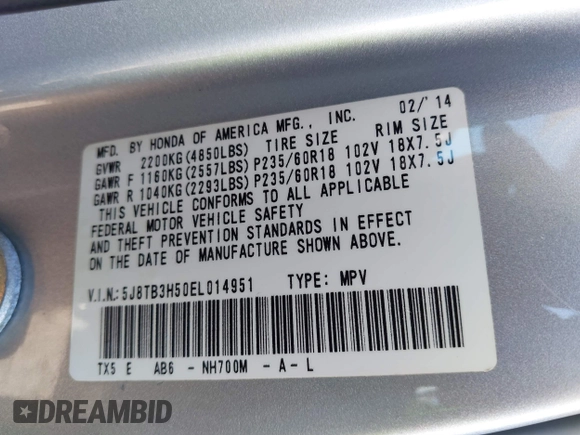 MFD. BY HONDA OF AMERICA MFG., INC. 02/'14
GVWR 2200KG(4850LBS) TIRE SIZE RIM SIZE
GAWR F 1160KG(2557LBS) P235/60R18 102V 18X7.5J
GAWR R 1040KG(2293LBS) P235/60R18 102V 18X7.5J
THIS VEHICLE CONFORMS TO ALL APPLICABLE
FEDERAL MOTOR VEHICLE SAFETY
AND THEFT PREVENTION STANDARDS IN EFFECT
ON THE DATE OF MANUFACTURE SHOWN ABOVE.
V.I.N.:5J8TB3H50EL014951 TYPE: MPV
TX5 E AB6 -NH700M -A-L
DREAMBID